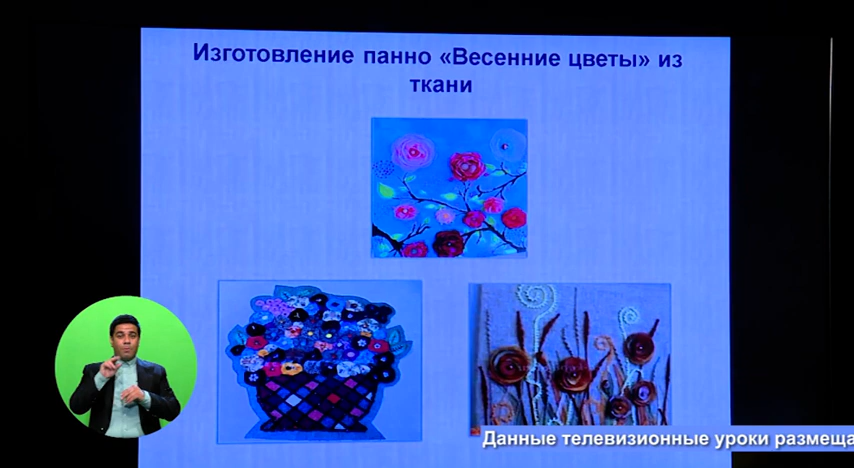 Изготовление панно «Весенние цветы» из
ткани
Данные телевизионные уроки размеща